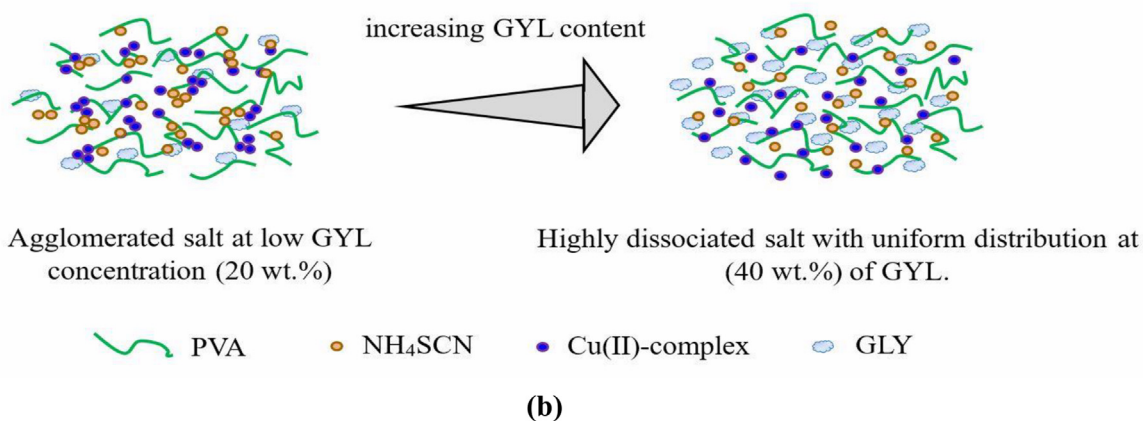 increasing GYL content
Agglomerated salt at low GYL
concentration (20 wt.%)
Highly dissociated salt with uniform distribution at
(40 wt.%) of GYL.
PVA
NH₄SCN
Cu(II)-complex
GLY
(b)